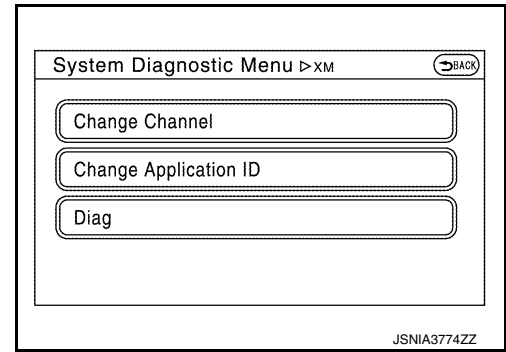 System Diagnostic Menu ▷XM
BACK
Change Channel
Change Application ID
Diag
JSNIA3774ZZ